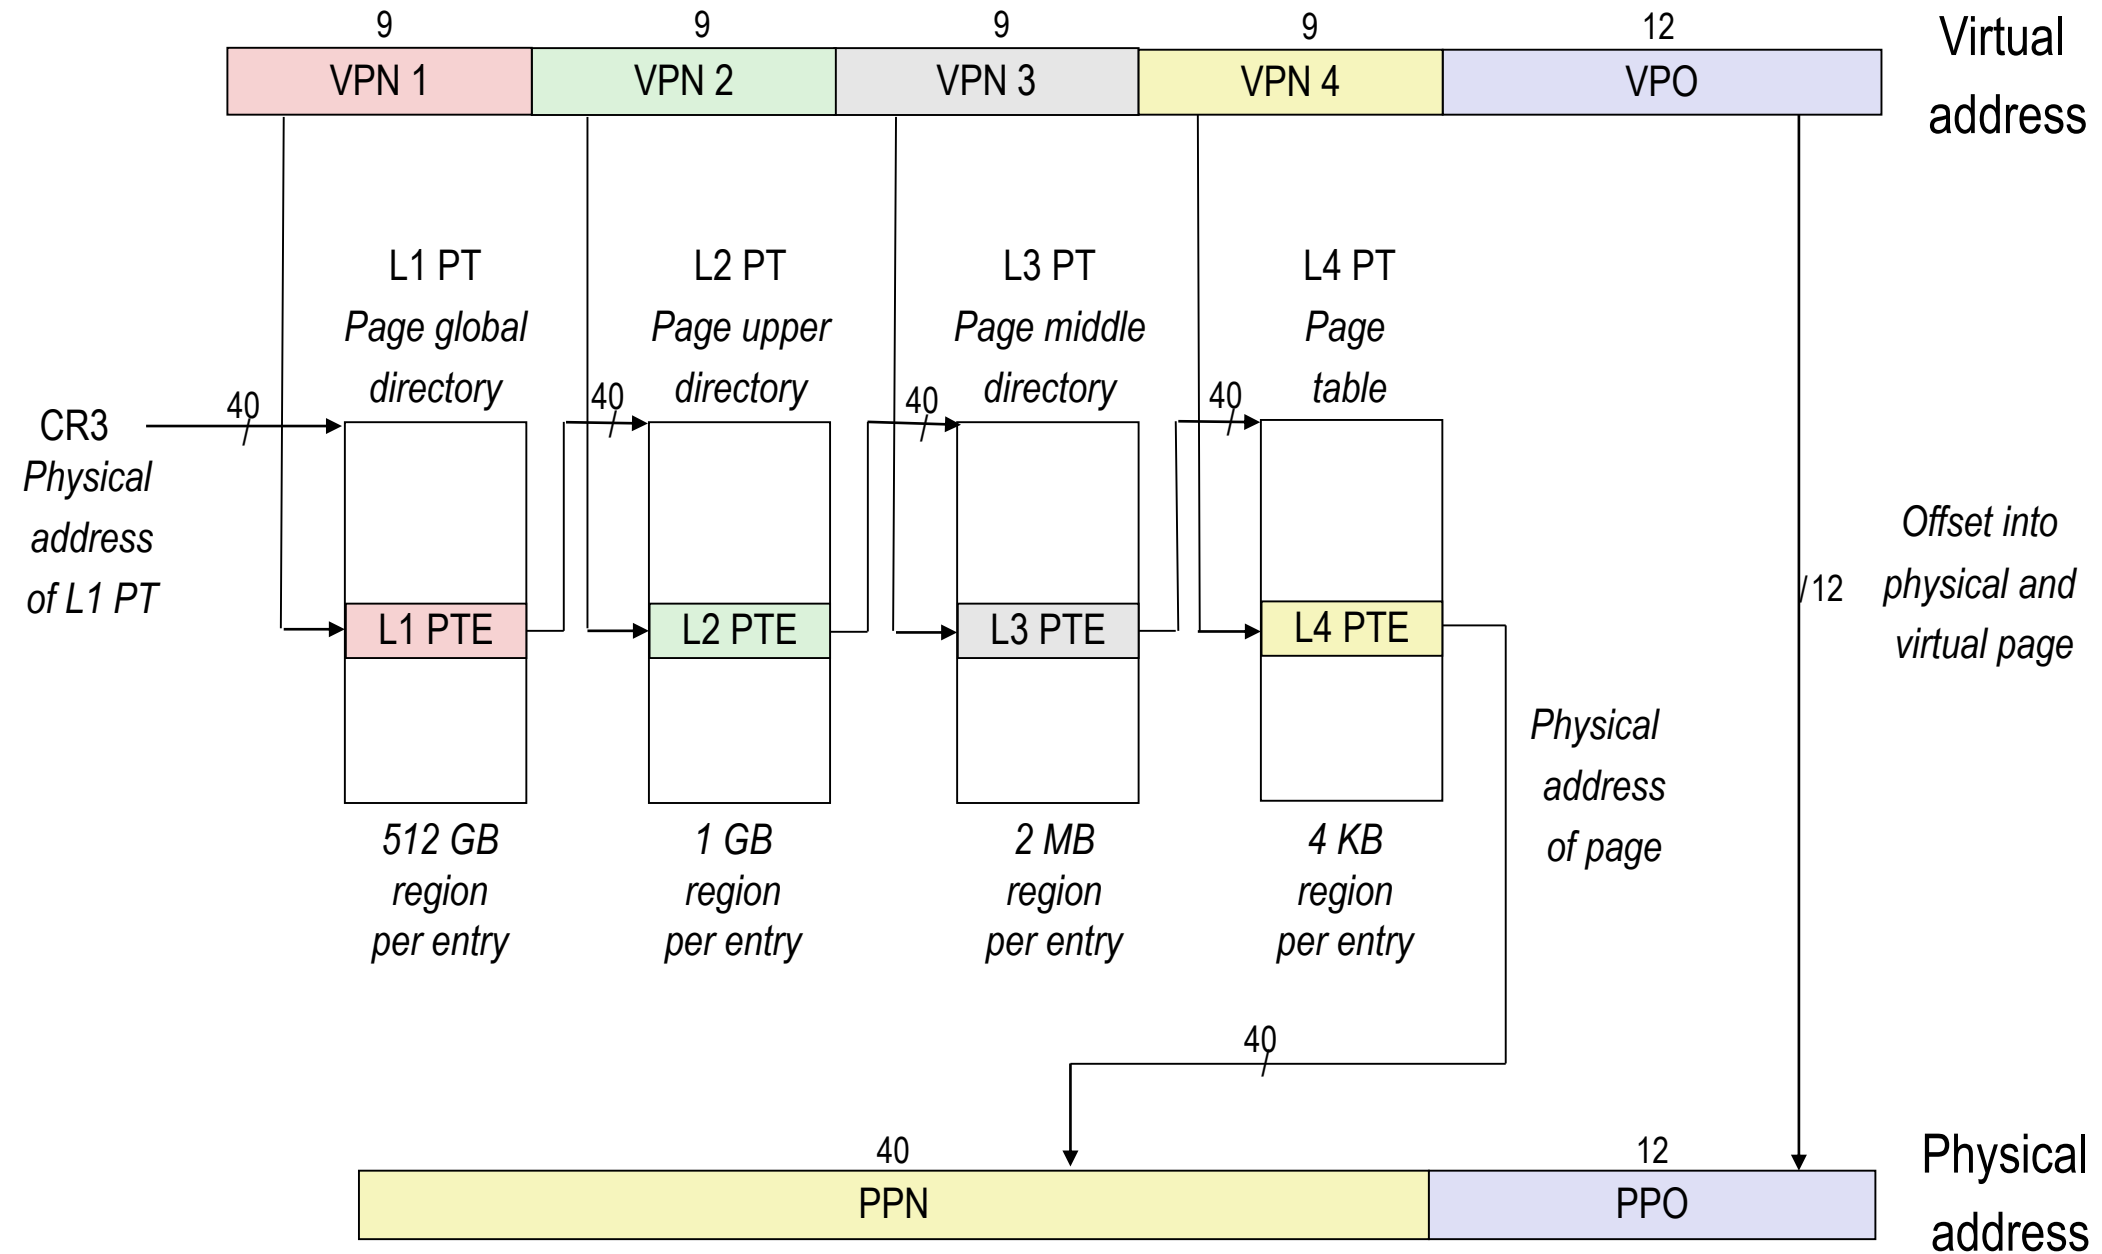 9
9
9
9
12
Virtual
address
VPN 1
VPN 2
VPN 3
VPN 4
VPO
L1 PT
Page global
directory
L2 PT
Page upper
directory
L3 PT
Page middle
directory
L4 PT
Page
table
CR3
Physical
address
of L1 PT
40
40
40
40
L1 PTE
L2 PTE
L3 PTE
L4 PTE
/12
Offset into
physical and
virtual page
512 GB
region
per entry
1 GB
region
per entry
2 MB
region
per entry
4 KB
region
per entry
Physical
address
of page
40
40
12
PPN
PPO
Physical
address